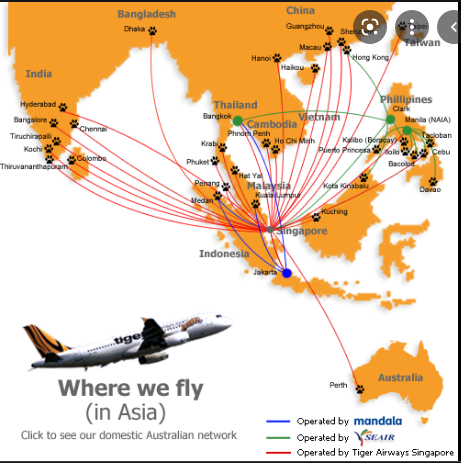 Bangladesh
Dhaka
China
Guangzhou
Macau
Hong Kong
Taiwan
Hanoi
Haikou
India
Hyderabad
Bangalore
Chennai
Tiruchirapalli
Kochi
Colombo
Thiruvananthapuram
Thailand
Bangkok
Cambodia
Phnom Penh
Vietnam
Ho Chi Minh
Krabi
Phuket
Hat Yai
Phillipines
Clark
Manila (NAIA)
Kalibo (Boracay)
Tacloban
Puerto Princesa
Iloilo
Cebu
Bacolod
Davao
Penang
Medan
Malaysia
Kuala Lumpur
Kota Kinabalu
Kuching
Singapore
Indonesia
Jakarta
Perth
Australia
tiger
Where we fly
(in Asia)
Click to see our domestic Australian network
Operated by mandala
Operated by SEAIR
Operated by Tiger Airways Singapore